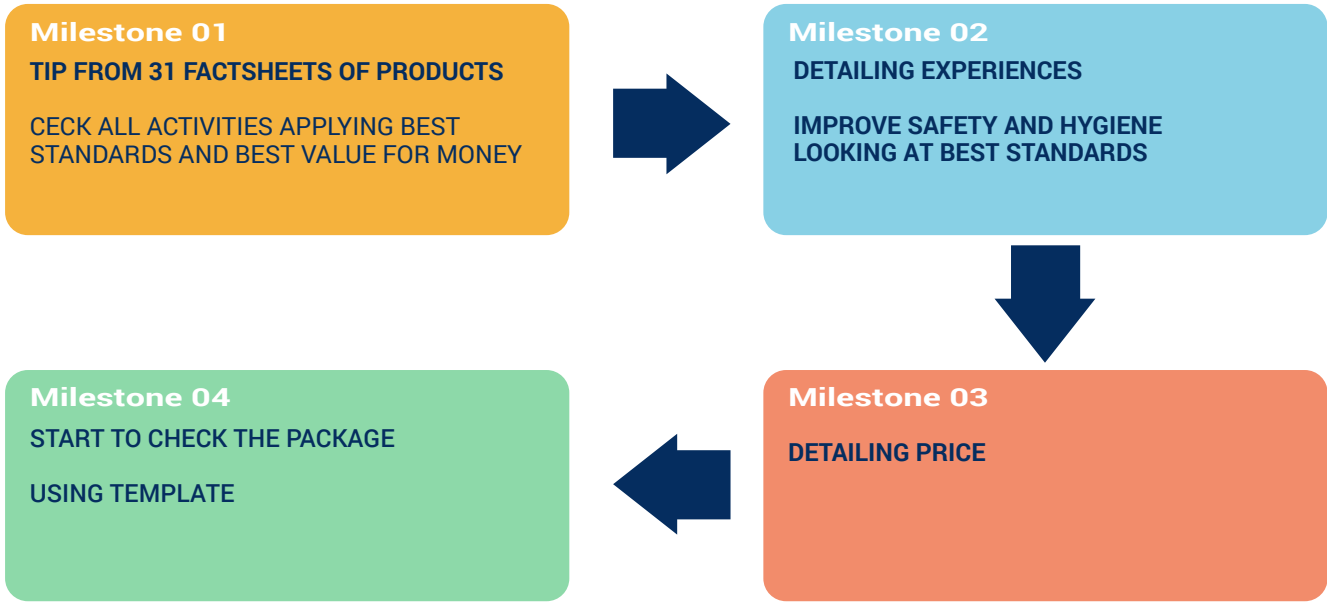 Milestone 01
TIP FROM 31 FACTSHEETS OF PRODUCTS
CECK ALL ACTIVITIES APPLYING BEST
STANDARDS AND BEST VALUE FOR MONEY
Milestone 02
DETAILING EXPERIENCES
IMPROVE SAFETY AND HYGIENE
LOOKING AT BEST STANDARDS
Milestone 03
DETAILING PRICE
Milestone 04
START TO CHECK THE PACKAGE
USING TEMPLATE